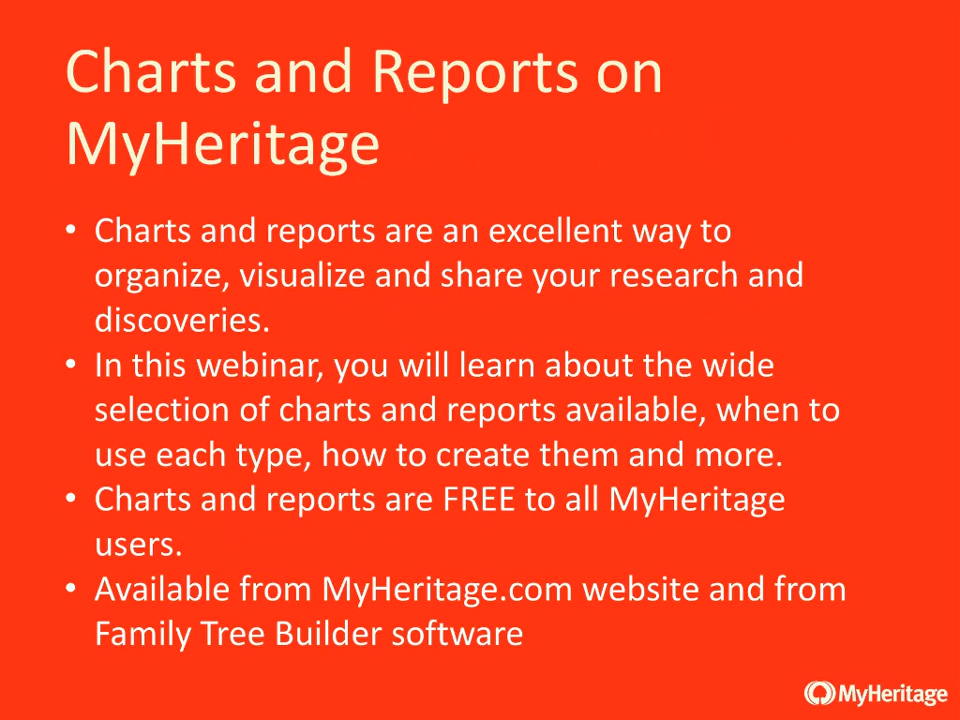 Charts and Reports on
MyHeritage
• Charts and reports are an excellent way to
organize, visualize and share your research and
discoveries.
• In this webinar, you will learn about the wide
selection of charts and reports available, when to
use each type, how to create them and more.
• Charts and reports are FREE to all MyHeritage
users.
• Available from MyHeritage.com website and from
Family Tree Builder software
MyHeritage